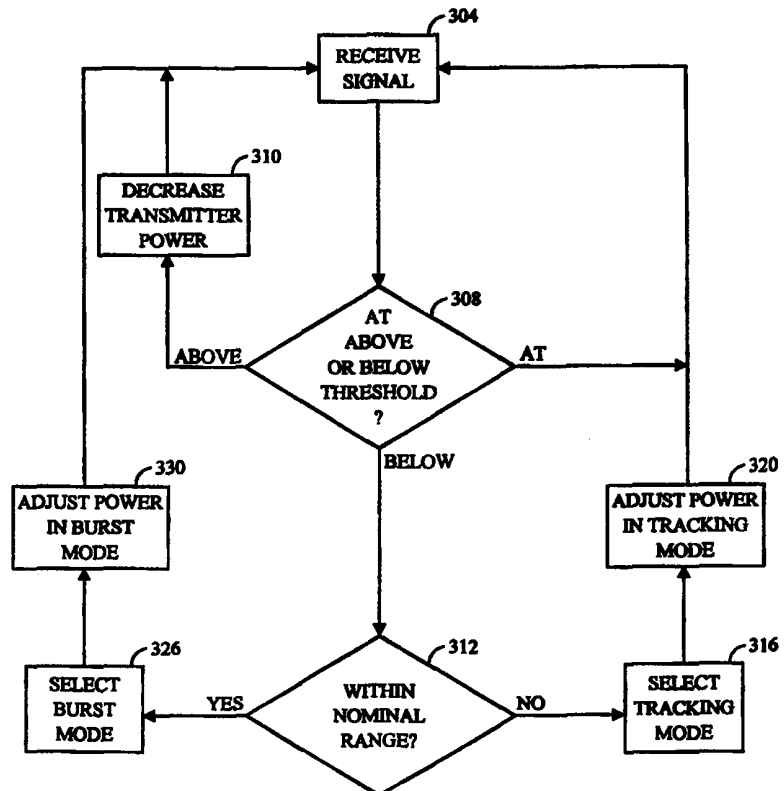 304
RECEIVE
SIGNAL
310
DECREASE
TRANSMITTER
POWER
308
AT
ABOVE
OR BELOW
THRESHOLD
?
ABOVE
AT
BELOW
330
ADJUST POWER
IN BURST
MODE
320
ADJUST POWER
IN TRACKING
MODE
326
SELECT
BURST
MODE
YES
312
WITHIN
NOMINAL
RANGE?
NO
316
SELECT
TRACKING
MODE